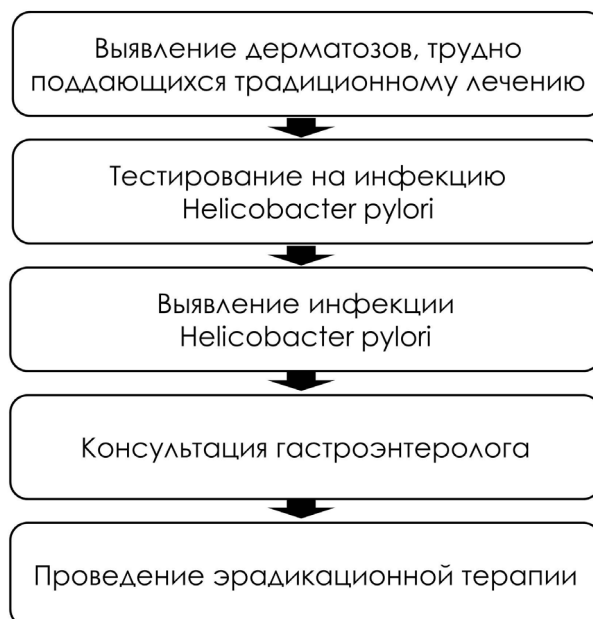 Выявление дерматозов, трудно
поддающихся традиционному лечению
Тестирование на инфекцию
Helicobacter pylori
Выявление инфекции
Helicobacter pylori
Консультация гастроэнтеролога
Проведение эрадикационной терапии